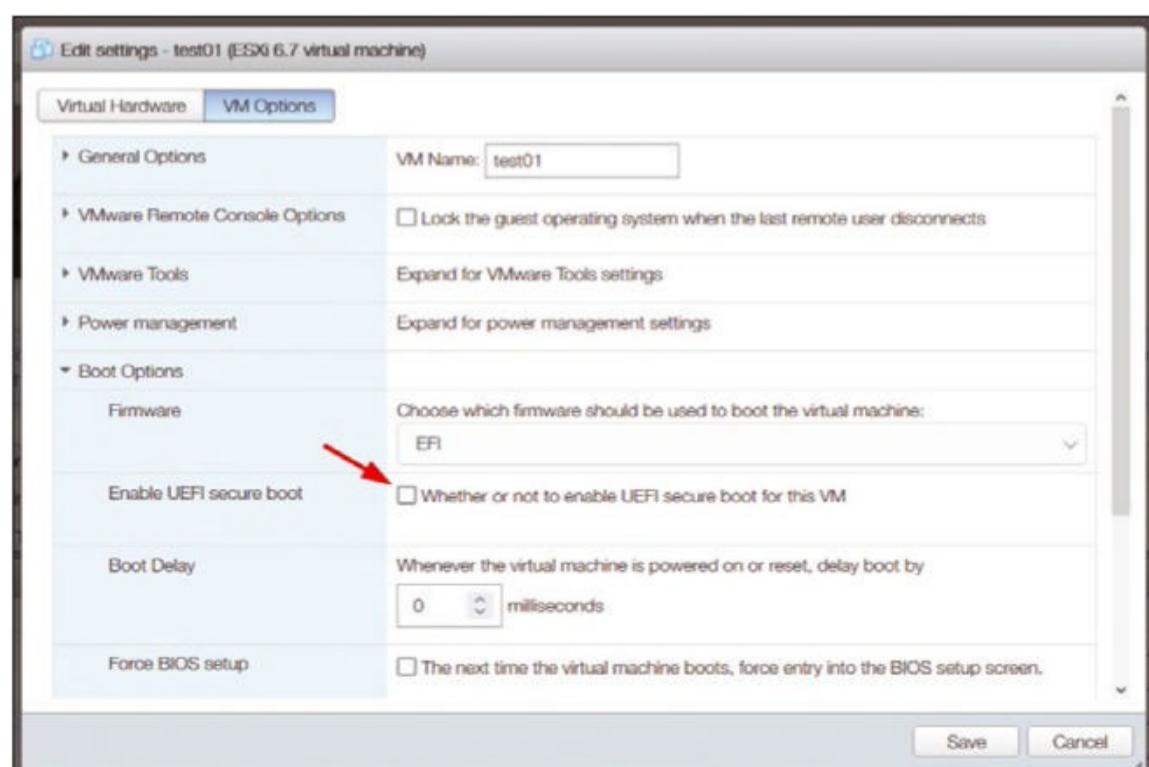 Edit settings - test01 (ESXi 6.7 virtual machine)
Virtual Hardware VM Options
General Options VM Name: test01
VMware Remote Console Options Lock the guest operating system when the last remote user disconnects
VMware Tools Expand for VMware Tools settings
Power management Expand for power management settings
Boot Options
Firmware Choose which firmware should be used to boot the virtual machine:
EFI
Enable UEFI secure boot Whether or not to enable UEFI secure boot for this VM
Boot Delay Whenever the virtual machine is powered on or reset, delay boot by
0 milliseconds
Force BIOS setup The next time the virtual machine boots, force entry into the BIOS setup screen.
Save Cancel